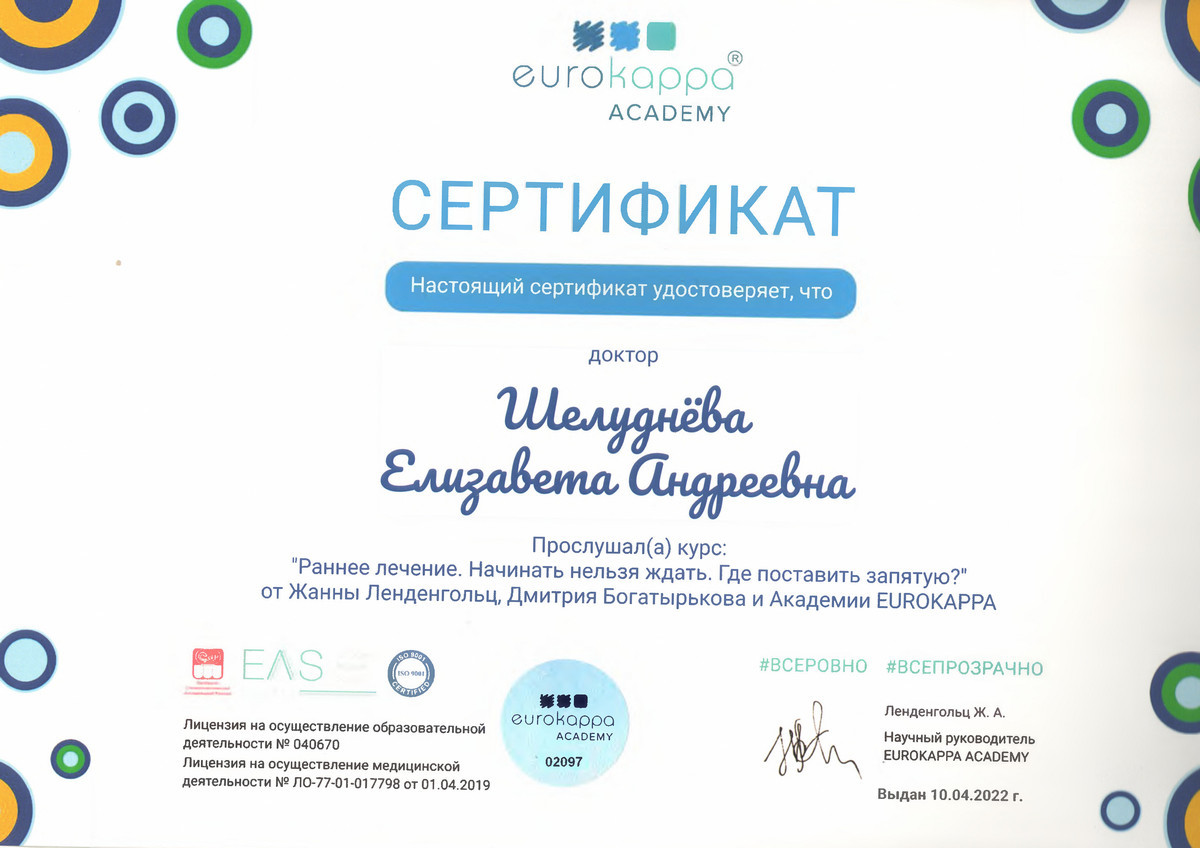 eurokappa®
ACADEMY
СЕРТИФИКАТ
Настоящий сертификат удостоверяет, что
доктор
Шелуднёва
Елизавета Андреевна
Прослушал(а) курс:
"Раннее лечение. Начинать нельзя ждать. Где поставить запятую?"
от Жанны Ленденгольц, Дмитрия Богатырькова и Академии EUROKAPPA
EAS
ISO 9001
ISO 9001
CERTIFIED
Лицензия на осуществление образовательной
деятельности № 040670
Лицензия на осуществление медицинской
деятельности № ЛО-77-01-017798 от 01.04.2019
eurokappa
ACADEMY
02097
#ВСЕРОВНО #ВСЕПРОЗРАЧНО
Ленденгольц Ж. А.
Научный руководитель
EUROKAPPA ACADEMY
Выдан 10.04.2022 г.